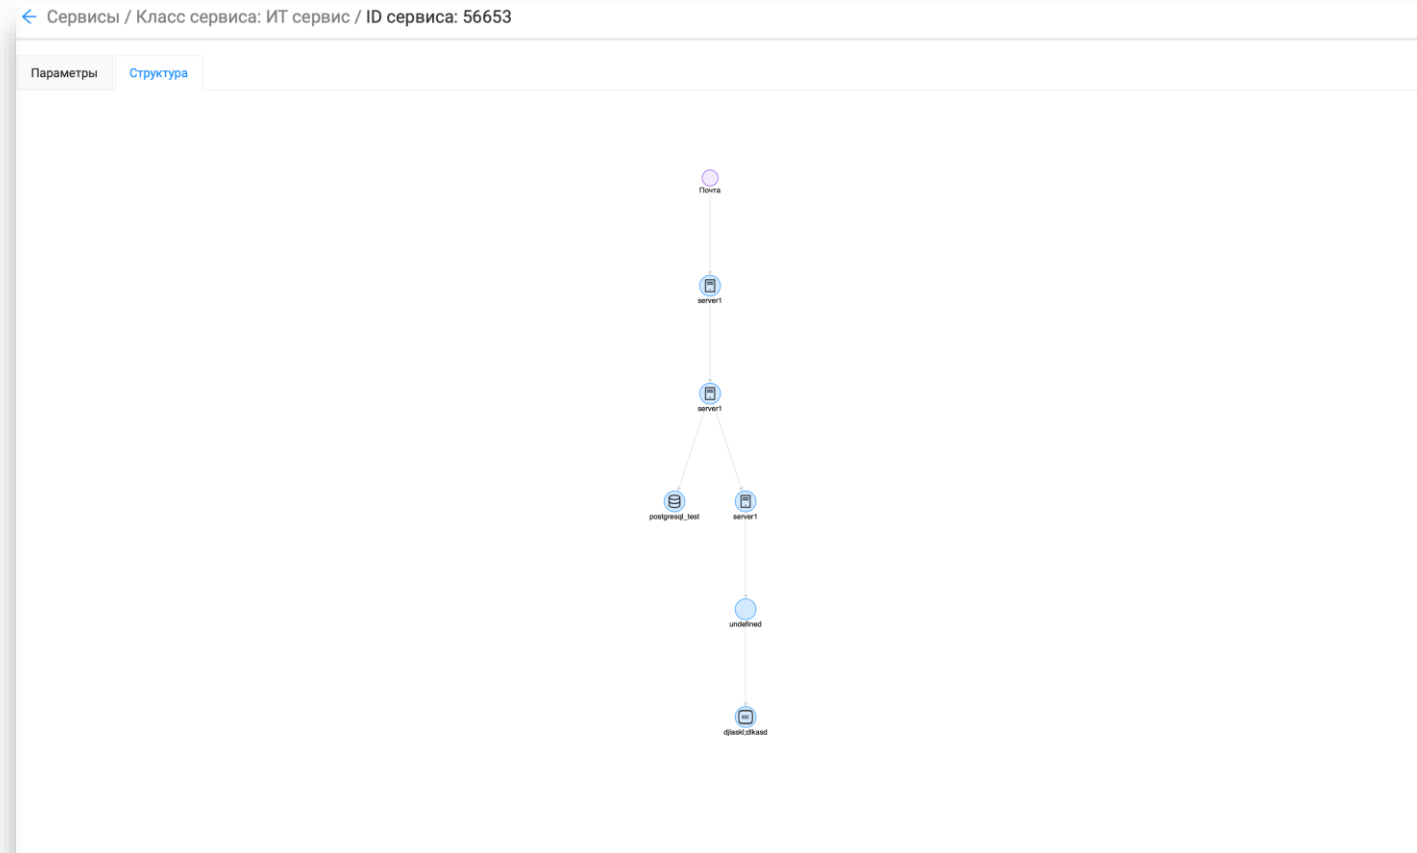 Сервисы / Класс сервиса: ИТ сервис / ID сервиса: 56653
Параметры
Структура
Почта
server1
server1
postgresql_test
server1
undefined
djlaskl;dlkasd